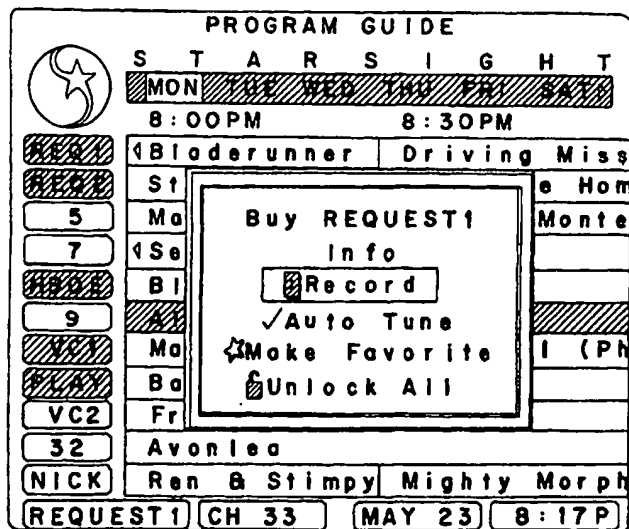 PROGRAM GUIDE
S T A R S I G H T
MON TUE WED THU FRI SAT
8:00PM 8:30PM
REQ1 Bladerunner Driving Miss
REQ2 St e Hom
5 Ma Monte
7 Se
Bl
9 Al
VC1 Ma I (Ph
PLAY Ba
VC2 Fr
32 Avonlea
NICK Ren & Stimpy Mighty Morph
Buy REQUEST1
Info
Record
✓Auto Tune
Make Favorite
Unlock All
REQUEST1 CH 33 MAY 23 8:17P